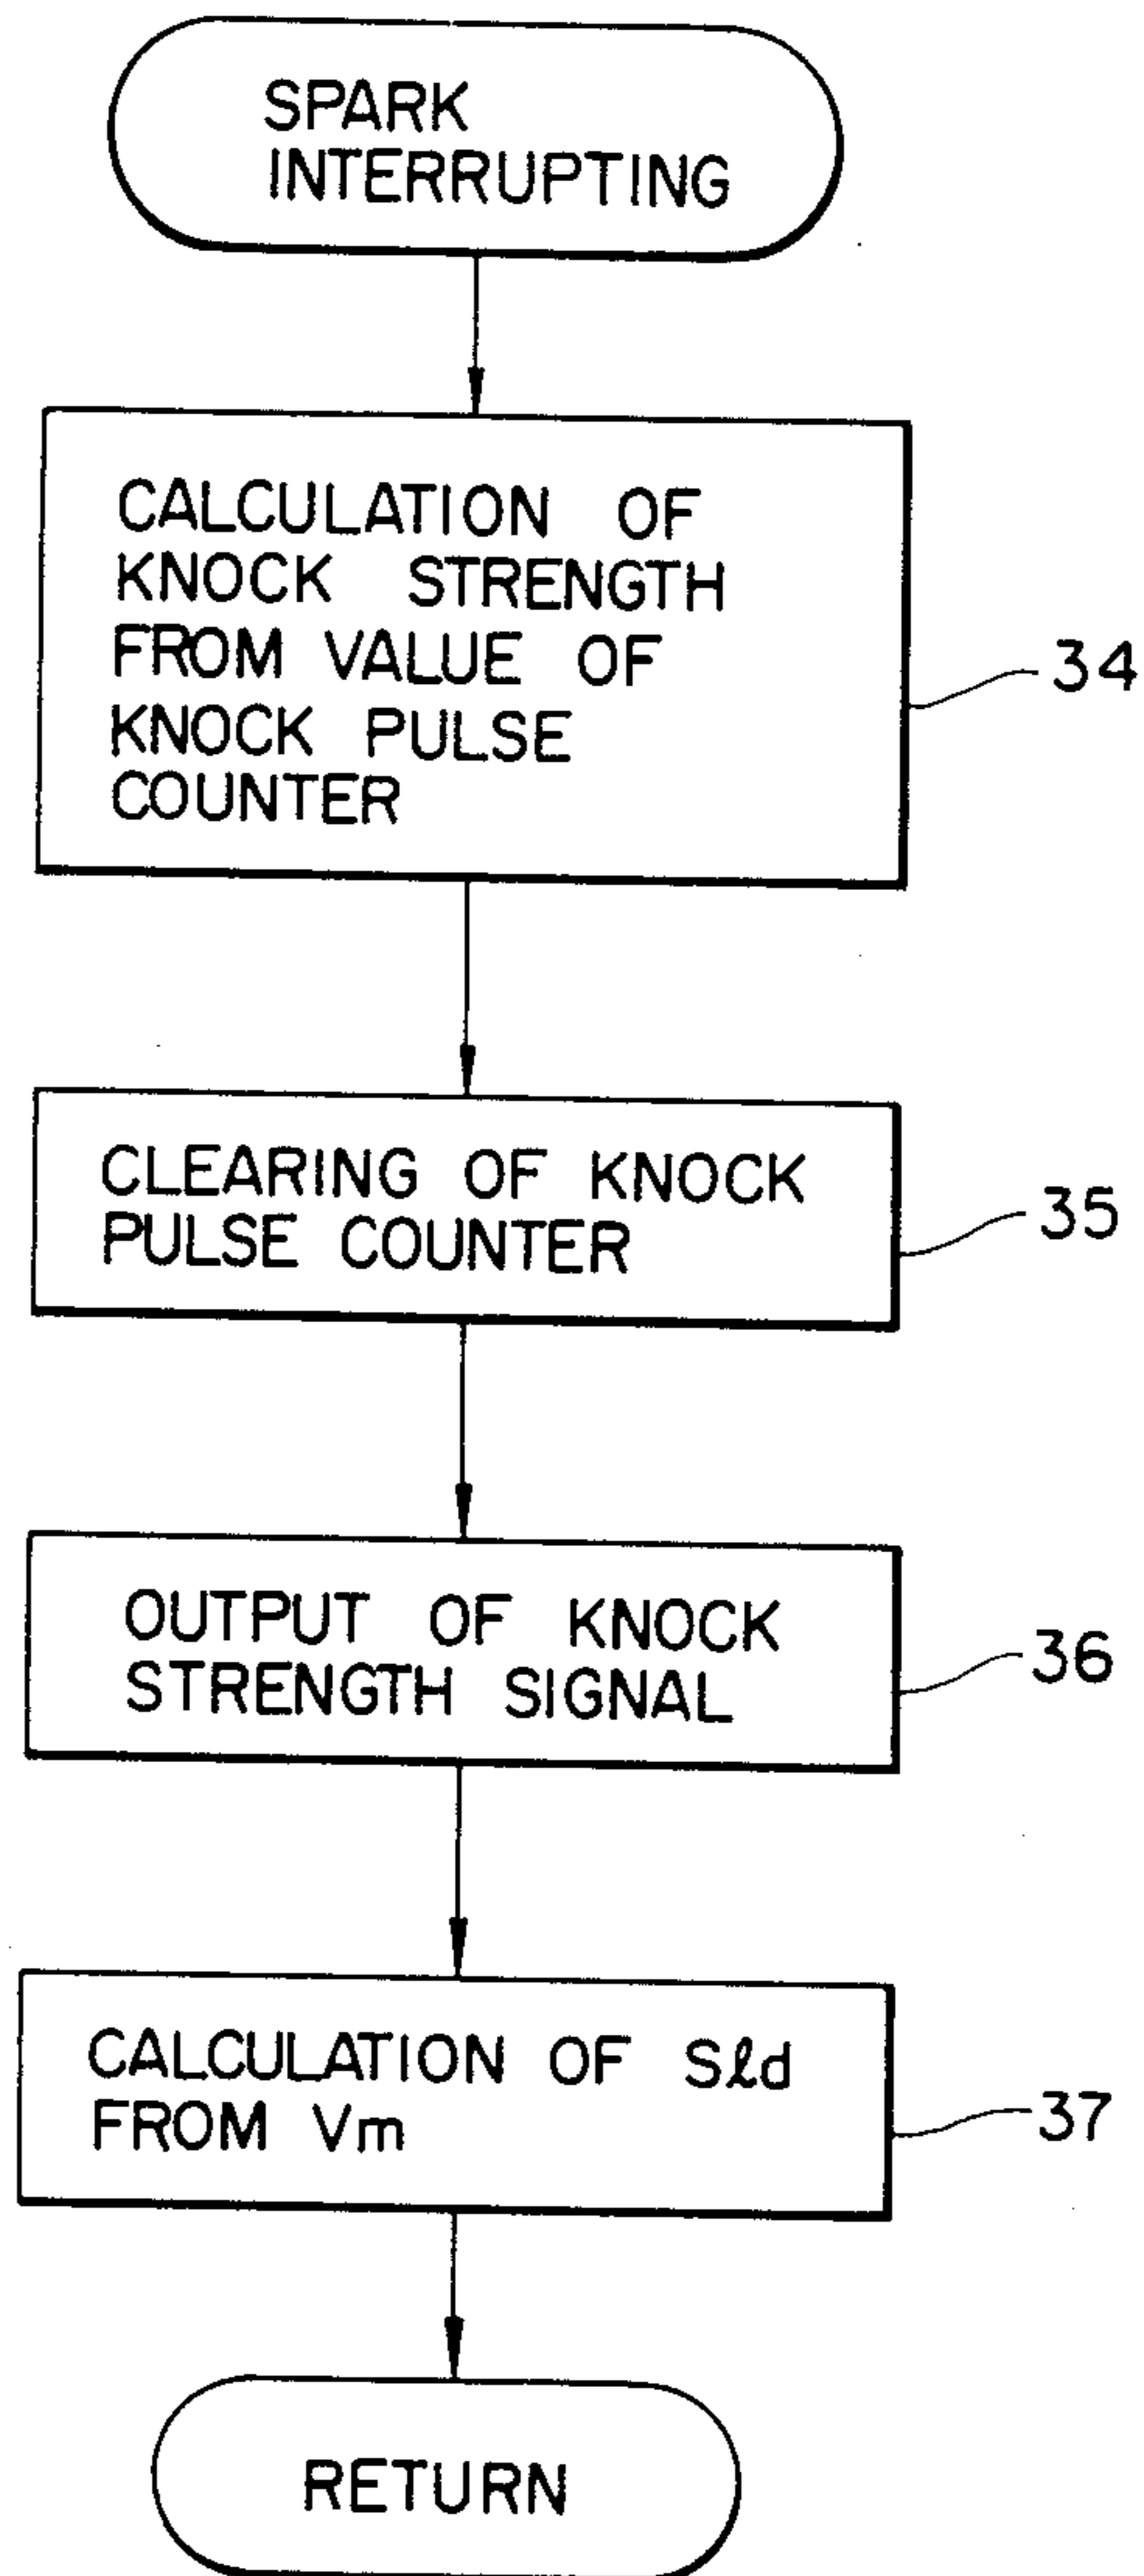 SPARK
INTERRUPTING
CALCULATION OF
KNOCK STRENGTH
FROM VALUE OF
KNOCK PULSE
COUNTER
34
CLEARING OF KNOCK
PULSE COUNTER
35
OUTPUT OF KNOCK
STRENGTH SIGNAL
36
CALCULATION OF Sℓd
FROM Vm
37
RETURN